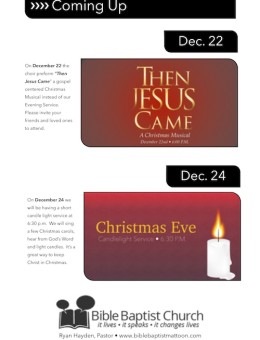 »»» Coming Up
Dec. 22
On December 22 the
choir preform "Then
Jesus Came" a gospel
centered Christmas
Musical instead of our
Evening Service.
Please invite your
friends and loved ones
to attend.
THEN
JESUS
CAME
A Christmas Musical
December 22nd • 6:00 P.M.
Dec. 24
On December 24 we
will be having a short
candle light service at
6:30 p.m. We will sing
a few Christmas carols,
hear from God's Word
and light candles. It's a
great way to keep
Christ in Christmas.
Christmas Eve
Candlelight Service • 6:30 P.M.
Bible Baptist Church
it lives • it speaks • it changes lives
Ryan Hayden, Pastor • www.biblebaptistmattoon.com